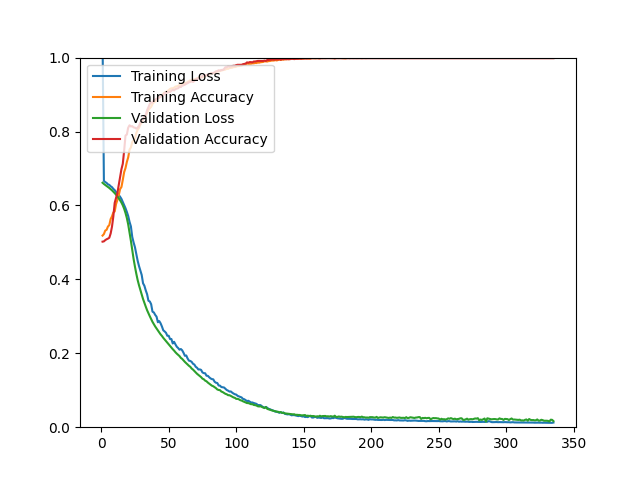 1.0
0.8
0.6
0.4
0.2
0.0
Training Loss
Training Accuracy
Validation Loss
Validation Accuracy
0 50 100 150 200 250 300 350